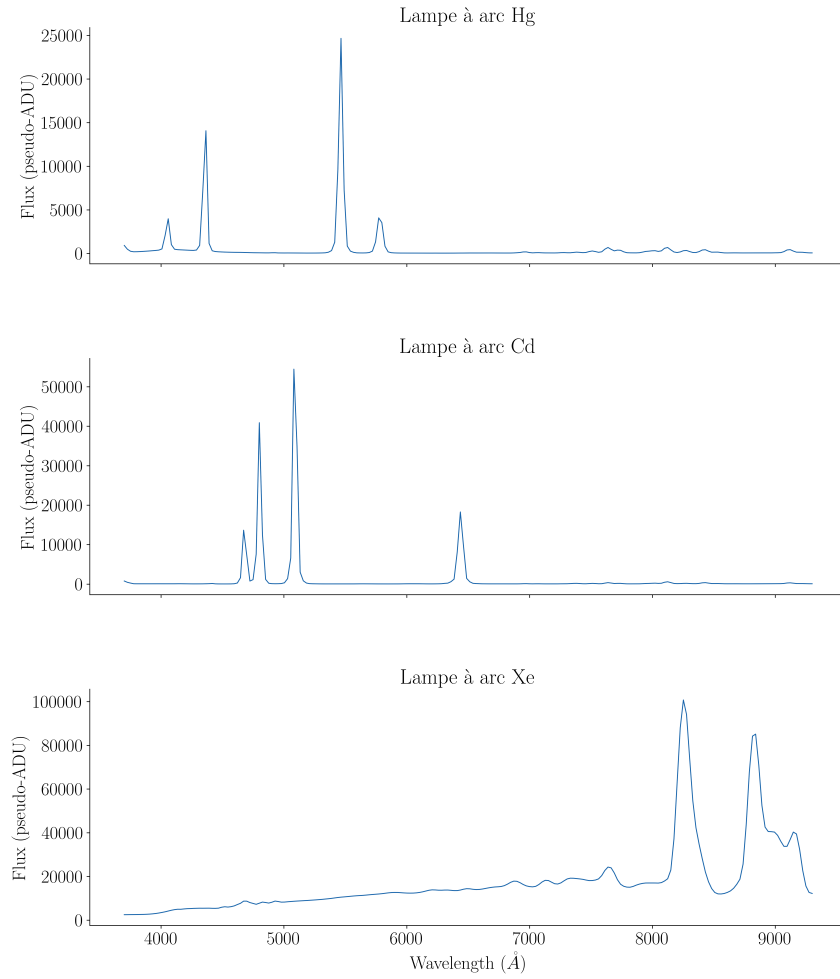 Lampe à arc Hg
25000
20000
15000
10000
5000
0
Flux (pseudo-ADU)
Lampe à arc Cd
50000
40000
30000
20000
10000
0
Flux (pseudo-ADU)
Lampe à arc Xe
100000
80000
60000
40000
20000
0
Flux (pseudo-ADU)
4000 5000 6000 7000 8000 9000
Wavelength (Å)